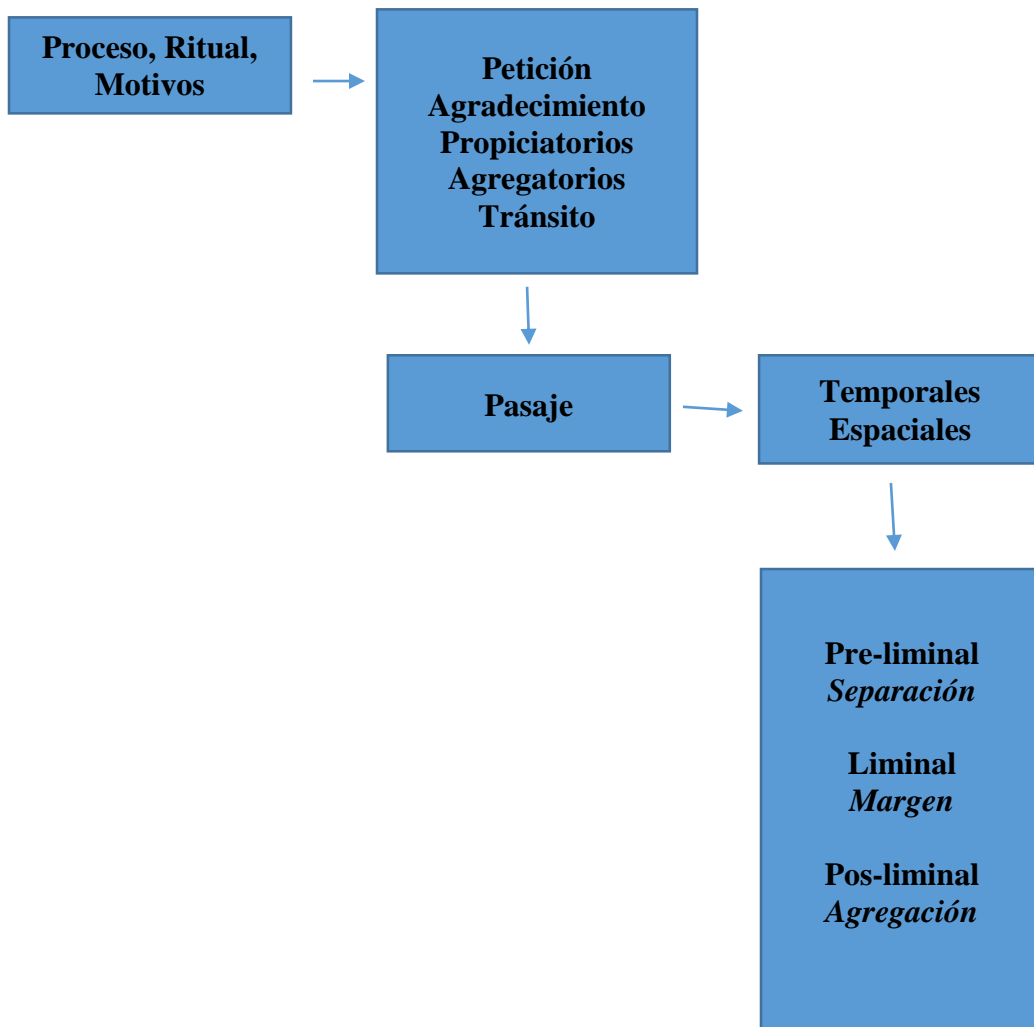 Proceso, Ritual,
Motivos
Petición
Agradecimiento
Propiciatorios
Agregatorios
Tránsito
Pasaje
Temporales
Espaciales
Pre-liminal
Separación
Liminal
Margen
Pos-liminal
Agregación